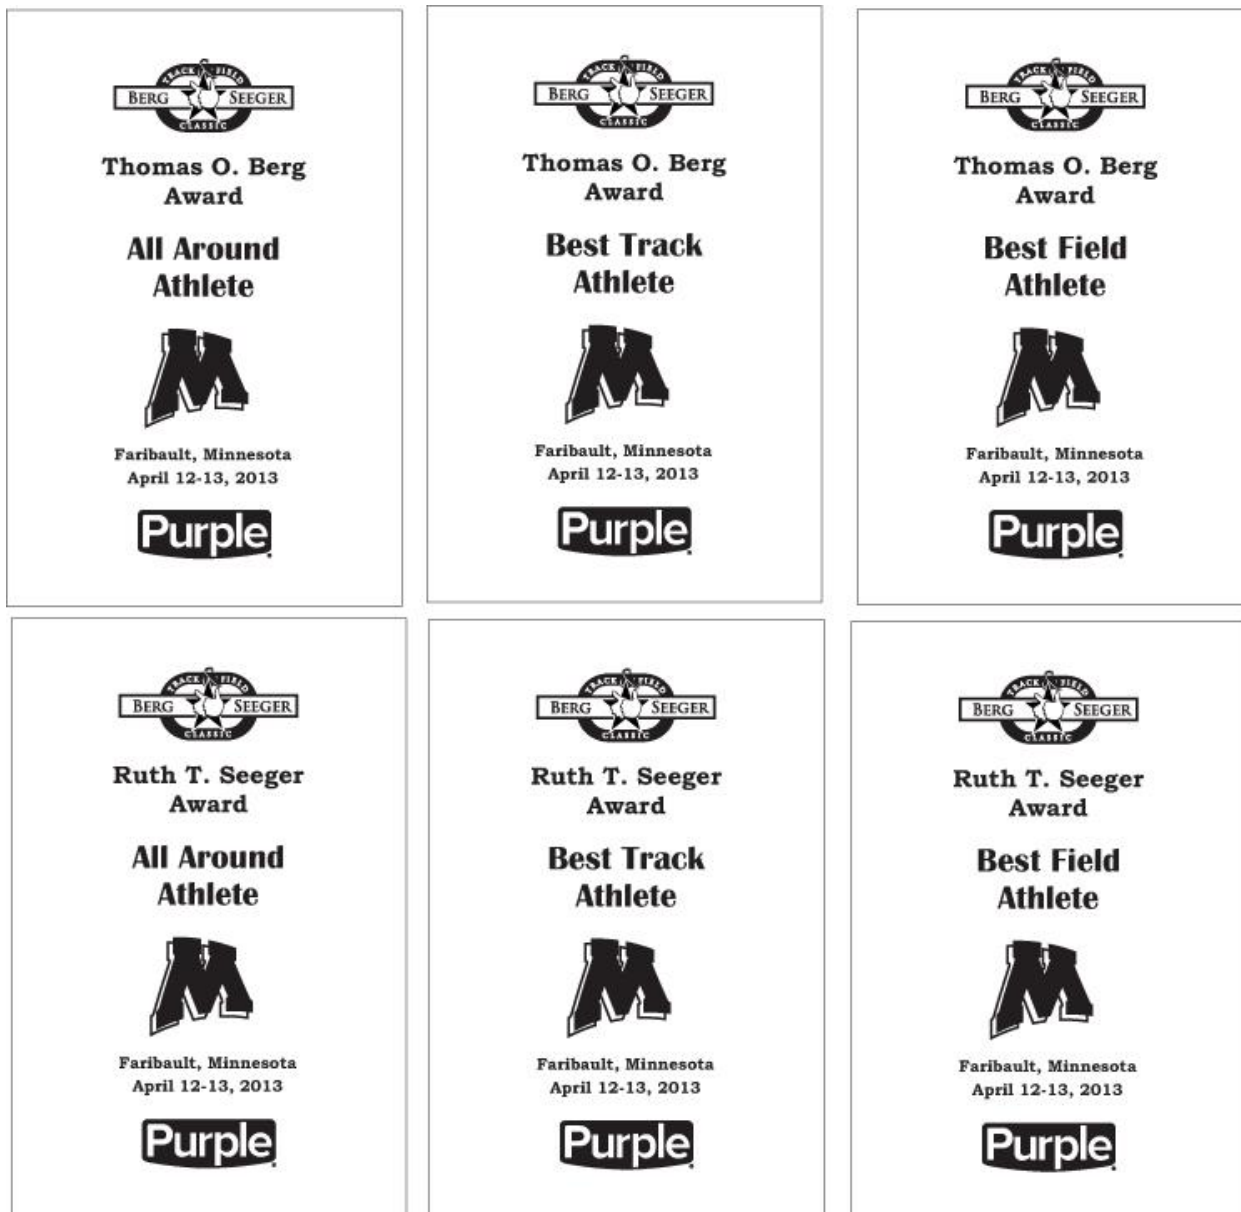 TRACK FIELD
BERG SEEGER
CLASSIC
Thomas O. Berg
Award
All Around
Athlete
M
Faribault, Minnesota
April 12-13, 2013
Purple
TRACK FIELD
BERG SEEGER
CLASSIC
Thomas O. Berg
Award
Best Track
Athlete
M
Faribault, Minnesota
April 12-13, 2013
Purple
TRACK FIELD
BERG SEEGER
CLASSIC
Thomas O. Berg
Award
Best Field
Athlete
M
Faribault, Minnesota
April 12-13, 2013
Purple
TRACK FIELD
BERG SEEGER
CLASSIC
Ruth T. Seeger
Award
All Around
Athlete
M
Faribault, Minnesota
April 12-13, 2013
Purple
TRACK FIELD
BERG SEEGER
CLASSIC
Ruth T. Seeger
Award
Best Track
Athlete
M
Faribault, Minnesota
April 12-13, 2013
Purple
TRACK FIELD
BERG SEEGER
CLASSIC
Ruth T. Seeger
Award
Best Field
Athlete
M
Faribault, Minnesota
April 12-13, 2013
Purple